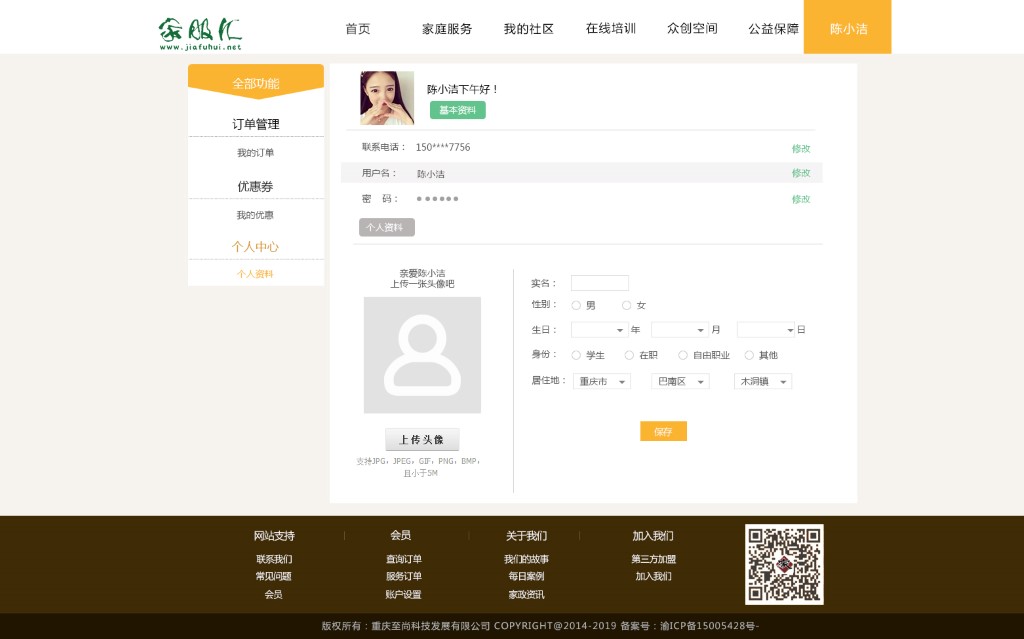 家服汇
www.jiafuhui.net
首页 家庭服务 我的社区 在线培训 众创空间 公益保障 陈小洁
全部功能
订单管理
我的订单
优惠券
我的优惠
个人中心
个人资料
陈小洁下午好！
基本资料
联系电话： 150****7756 修改
用户名： 陈小洁 修改
密 码： ●●●●●● 修改
个人资料
亲爱陈小洁
上传一张头像吧
上传头像
支持JPG，JPEG，GIF，PNG，BMP，
且小于5M
实名：
性别： 男 女
生日： 年 月 日
身份： 学生 在职 自由职业 其他
居住地： 重庆市 巴南区 木洞镇
保存
网站支持 会员 关于我们 加入我们
联系我们 查询订单 我们的故事 第三方加盟
常见问题 服务订单 每日案例 加入我们
会员 账户设置 家政资讯
版权所有：重庆至尚科技发展有限公司 COPYRIGHT@2014-2019 备案号：渝ICP备15005428号-